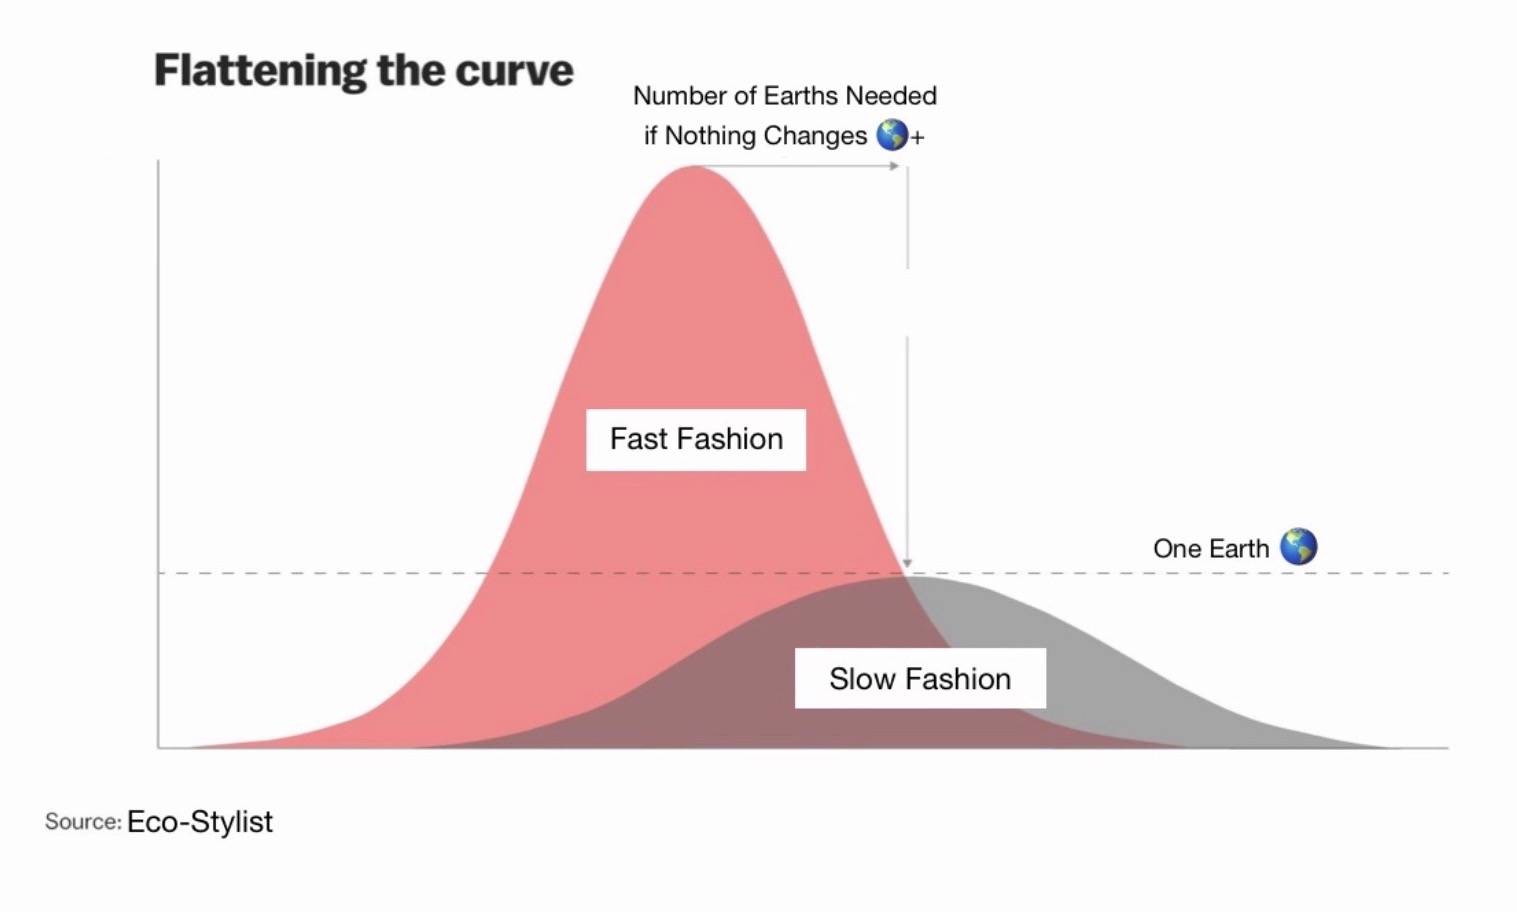 Flattening the curve
Number of Earths Needed
if Nothing Changes 🌎+
Fast Fashion
One Earth 🌎
Slow Fashion
Source: Eco-Stylist